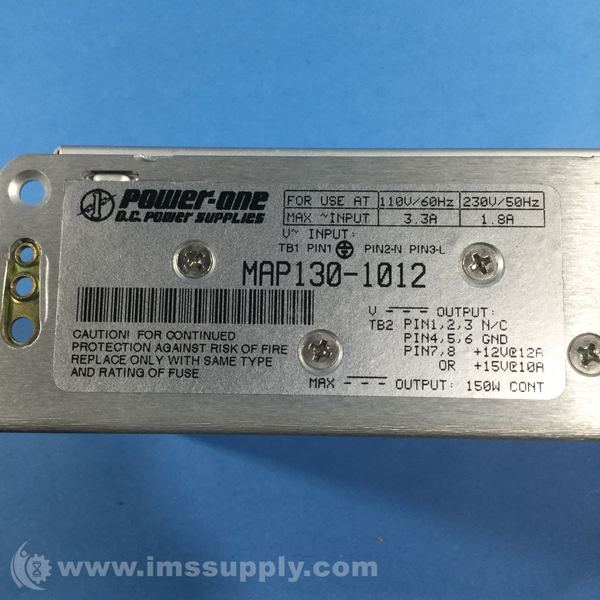 POWER-ONE
D.C. POWER SUPPLIES
FOR USE AT 110V/60Hz 230V/50Hz
MAX ~INPUT 3.3A 1.8A
V~ INPUT:
TB1 PIN1 PIN2-N PIN3-L
MAP130-1012
CAUTION! FOR CONTINUED
PROTECTION AGAINST RISK OF FIRE
REPLACE ONLY WITH SAME TYPE
AND RATING OF FUSE
V --- OUTPUT:
TB2 PIN1,2,3 N/C
PIN4,5,6 GND
PIN7,8 +12V@12A
OR +15V@10A
MAX --- OUTPUT: 150W CONT
www.imssupply.com